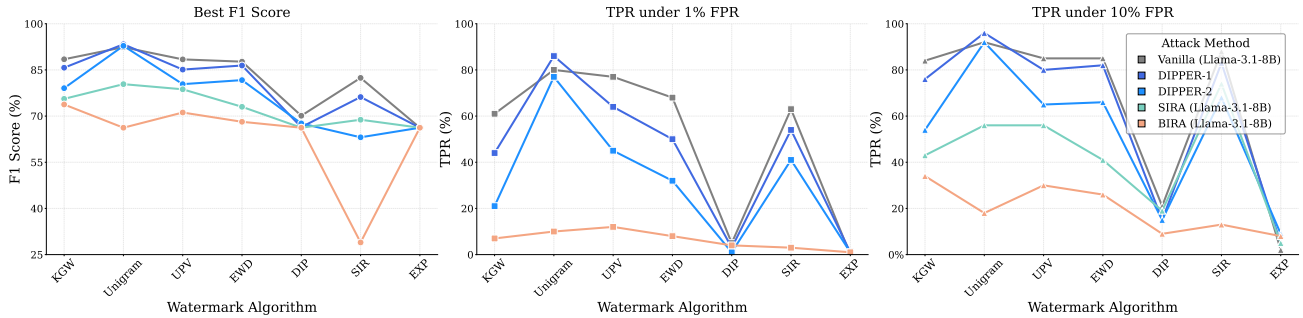 Best F1 Score
F1 Score (%)
100
85
70
55
40
25
KGW
Unigram
UPV
EWD
DIP
SIR
EXP
Watermark Algorithm
TPR under 1% FPR
TPR (%)
100
80
60
40
20
0
KGW
Unigram
UPV
EWD
DIP
SIR
EXP
Watermark Algorithm
TPR under 10% FPR
TPR (%)
100
80
60
40
20
0%
KGW
Unigram
UPV
EWD
DIP
SIR
EXP
Watermark Algorithm
Attack Method
Vanilla (Llama-3.1-8B)
DIPPER-1
DIPPER-2
SIRA (Llama-3.1-8B)
BIRA (Llama-3.1-8B)